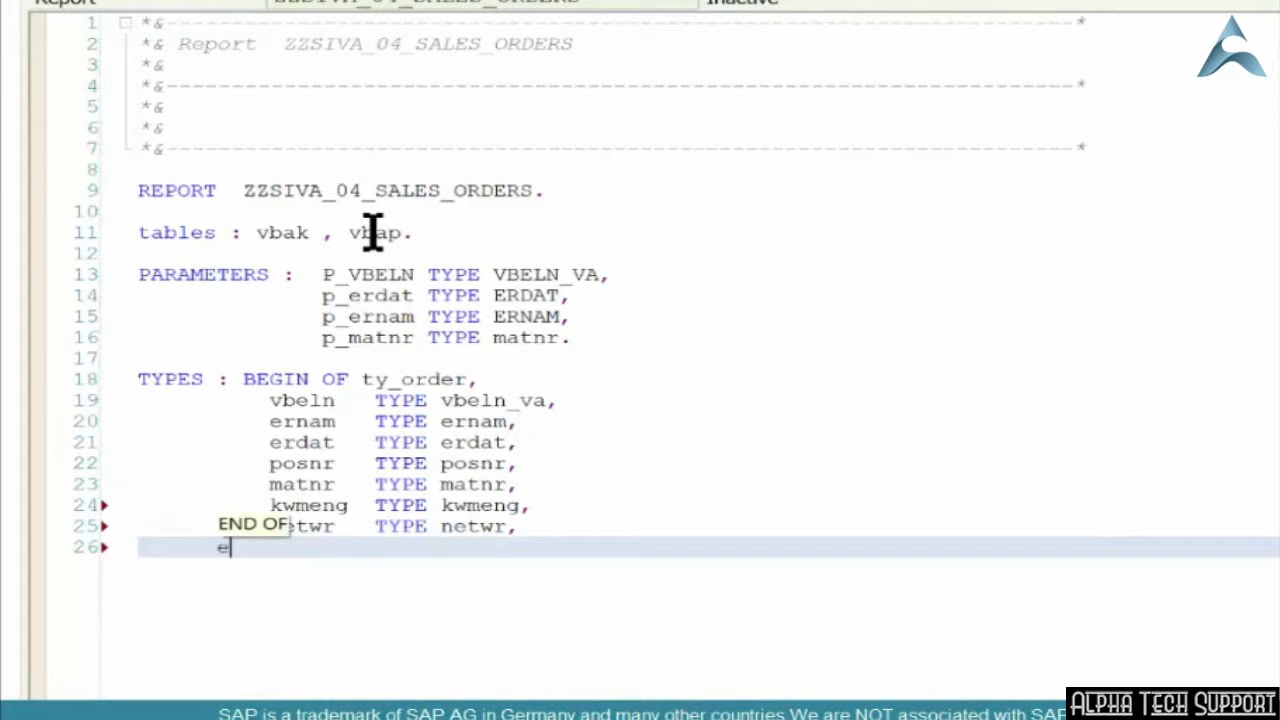 Report ZZSIVA_04_SALES_ORDERS Inactive
1 *&---------------------------------------------------------------------*
2 *& Report ZZSIVA_04_SALES_ORDERS
3 *&
4 *&---------------------------------------------------------------------*
5 *&
6 *&
7 *&---------------------------------------------------------------------*
8
9 REPORT ZZSIVA_04_SALES_ORDERS.
10
11 tables : vbak , vbap.
12
13 PARAMETERS : P_VBELN TYPE VBELN_VA,
14 p_erdat TYPE ERDAT,
15 p_ernam TYPE ERNAM,
16 p_matnr TYPE matnr.
17
18 TYPES : BEGIN OF ty_order,
19 vbeln TYPE vbeln_va,
20 ernam TYPE ernam,
21 erdat TYPE erdat,
22 posnr TYPE posnr,
23 matnr TYPE matnr,
24 kwmeng TYPE kwmeng,
25 END OF etwr TYPE netwr,
26 e
SAP is a trademark of SAP AG in Germany and many other countries We are NOT associated with SAP
Alpha Tech Support